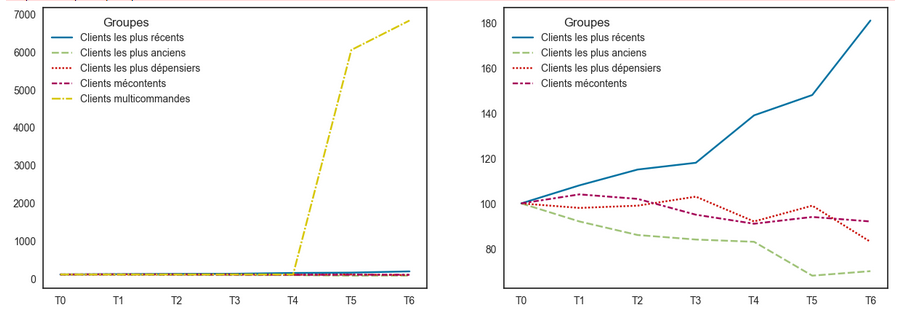 7000
6000
5000
4000
3000
2000
1000
0
Groupes
Clients les plus récents
Clients les plus anciens
Clients les plus dépensiers
Clients mécontents
Clients multicommandes
T0 T1 T2 T3 T4 T5 T6
180
160
140
120
100
80
Groupes
Clients les plus récents
Clients les plus anciens
Clients les plus dépensiers
Clients mécontents
T0 T1 T2 T3 T4 T5 T6